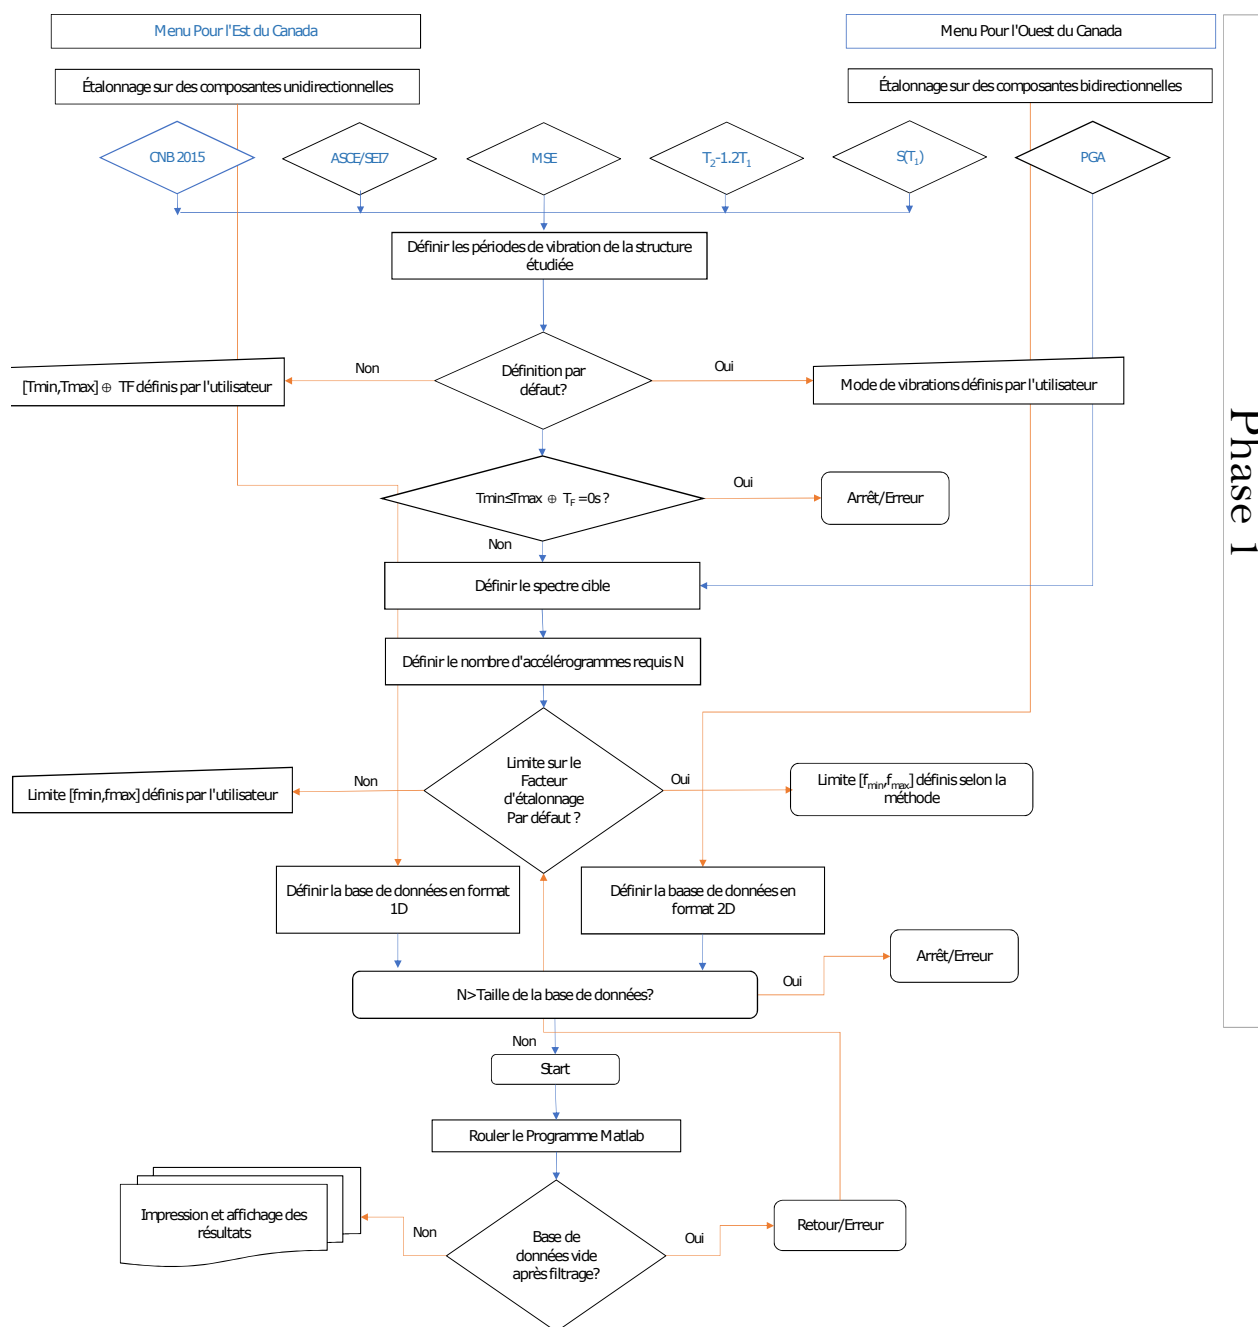 Menu Pour l'Est du Canada
Menu Pour l'Ouest du Canada
Étalonnage sur des composantes unidirectionnelles
Étalonnage sur des composantes bidirectionnelles
CNB 2015
ASCE/SEI7
MSE
T2-1.2T1
S(T1)
PGA
Définir les périodes de vibration de la structure
étudiée
Définition par
défaut?
Non
Oui
[Tmin,Tmax] ⊕ TF définis par l'utilisateur
Mode de vibrations définis par l'utilisateur
Tmin≤Tmax ⊕ TF =0s ?
Oui
Arrêt/Erreur
Non
Définir le spectre cible
Définir le nombre d'accélérogrammes requis N
Limite sur le
Facteur
d'étalonnage
Par défaut ?
Non
Oui
Limite [fmin,fmax] définis par l'utilisateur
Limite [fmin,fmax] définis selon la
méthode
Définir la base de données en format
1D
Définir la baase de données en
format 2D
N>Taille de la base de données?
Oui
Arrêt/Erreur
Non
Start
Rouler le Programme Matlab
Base de
données vide
après filtrage?
Non
Oui
Impression et affichage des
résultats
Retour/Erreur
Phase 1